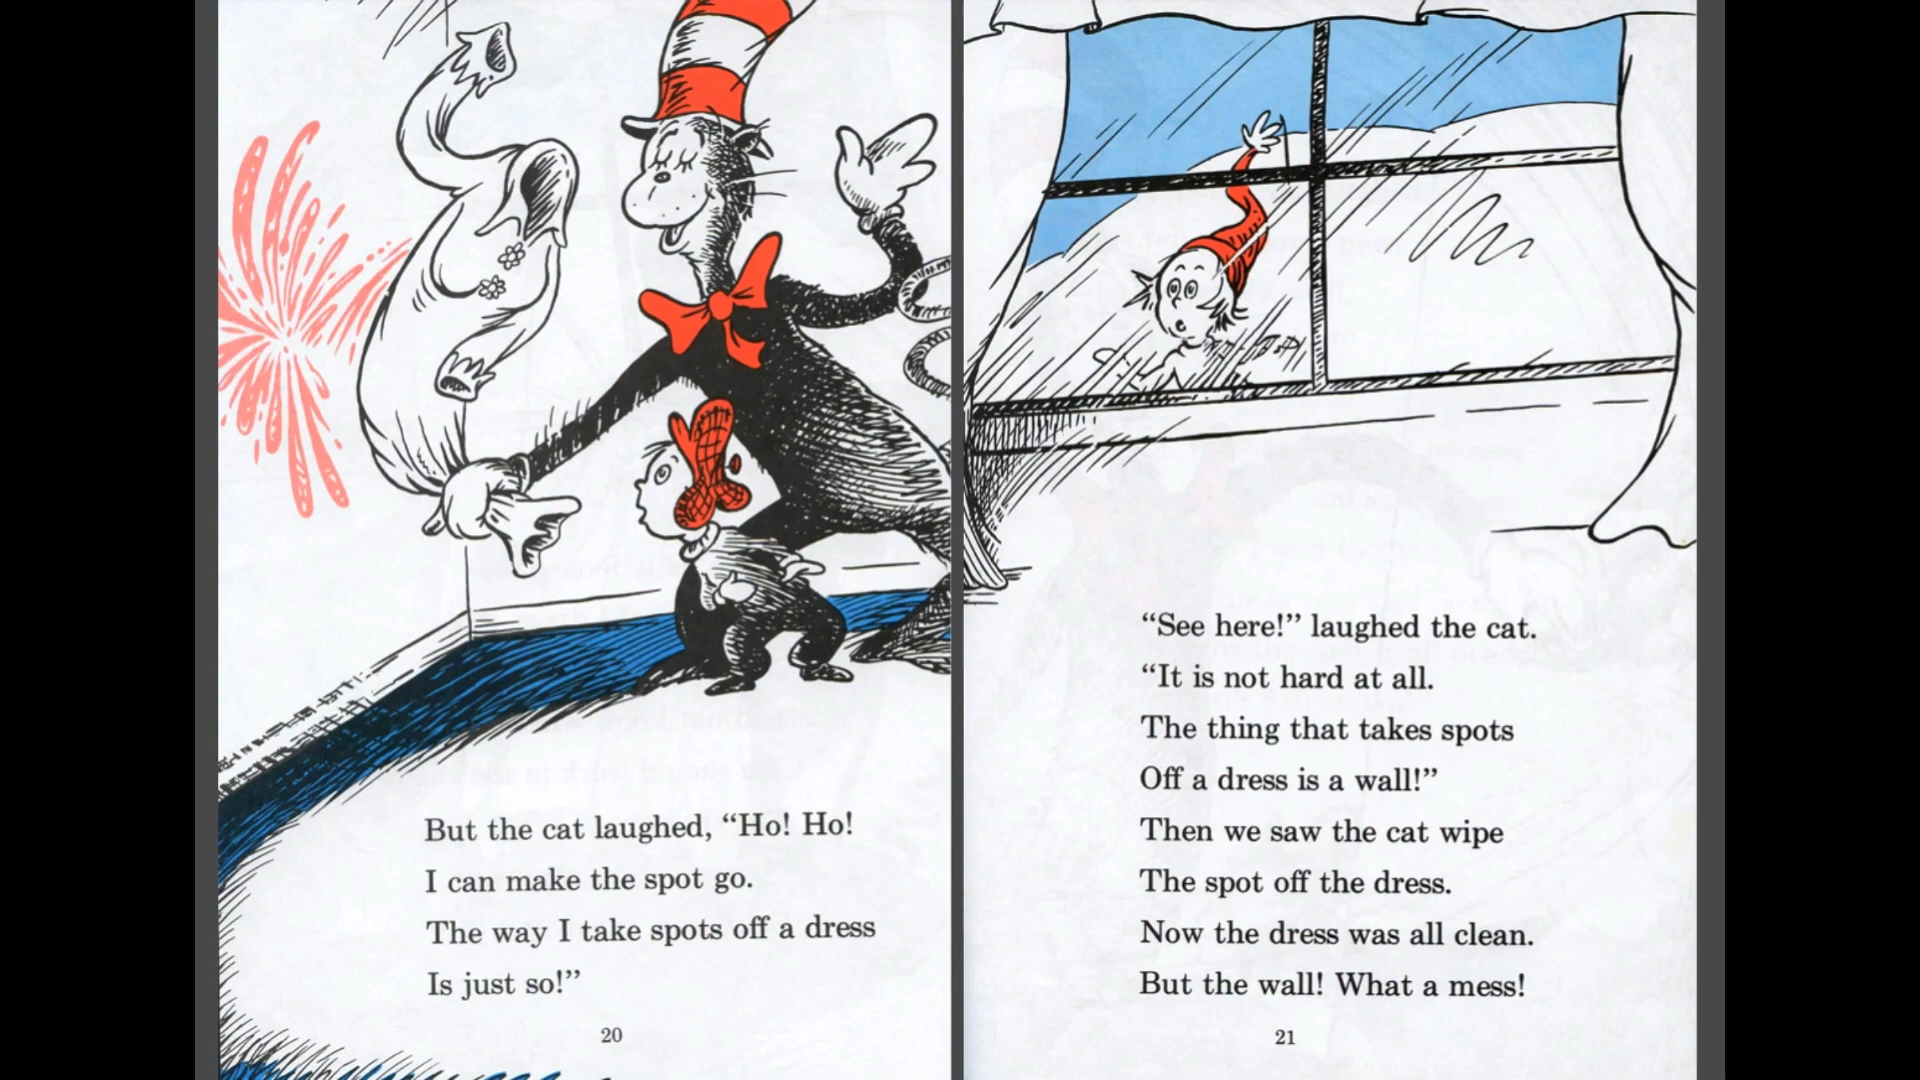 But the cat laughed, “Ho! Ho!
I can make the spot go.
The way I take spots off a dress
Is just so!”
20
“See here!” laughed the cat.
“It is not hard at all.
The thing that takes spots
Off a dress is a wall!”
Then we saw the cat wipe
The spot off the dress.
Now the dress was all clean.
But the wall! What a mess!
21